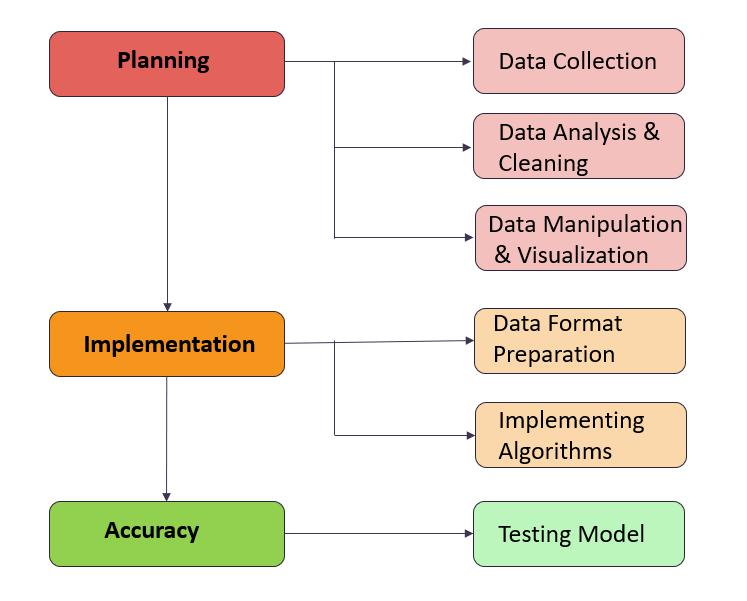 Planning
Data Collection
Data Analysis &
Cleaning
Data Manipulation
& Visualization
Implementation
Data Format
Preparation
Implementing
Algorithms
Accuracy
Testing Model